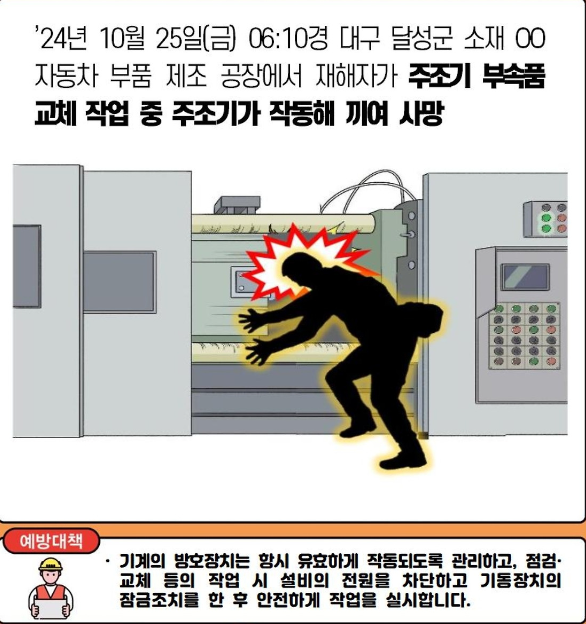 '24년 10월 25일(금) 06:10경 대구 달성군 소재 OO
자동차 부품 제조 공장에서 재해자가 주조기 부속품
교체 작업 중 주조기가 작동해 끼여 사망
예방대책
· 기계의 방호장치는 항시 유효하게 작동되도록 관리하고, 점검·
교체 등의 작업 시 설비의 전원을 차단하고 기동장치의
잠금조치를 한 후 안전하게 작업을 실시합니다.